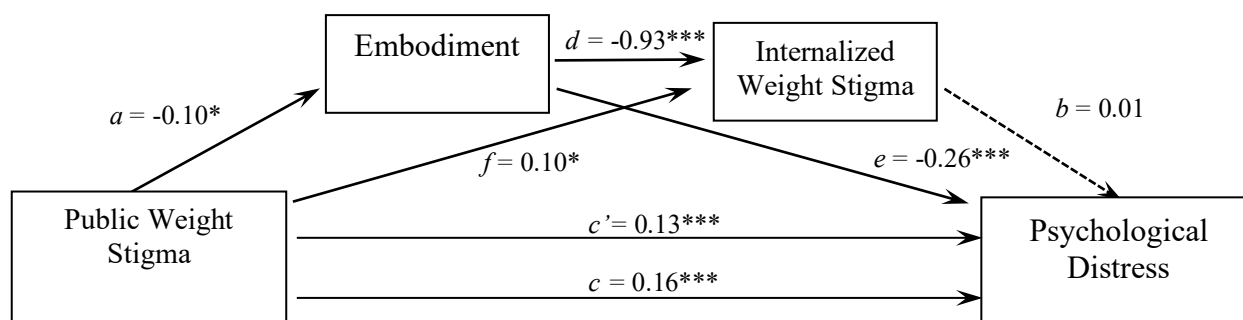 Embodiment
d = -0.93***
Internalized
Weight Stigma
a = -0.10*
b = 0.01
f = 0.10*
e = -0.26***
Public Weight
Stigma
c’= 0.13***
Psychological
Distress
c = 0.16***